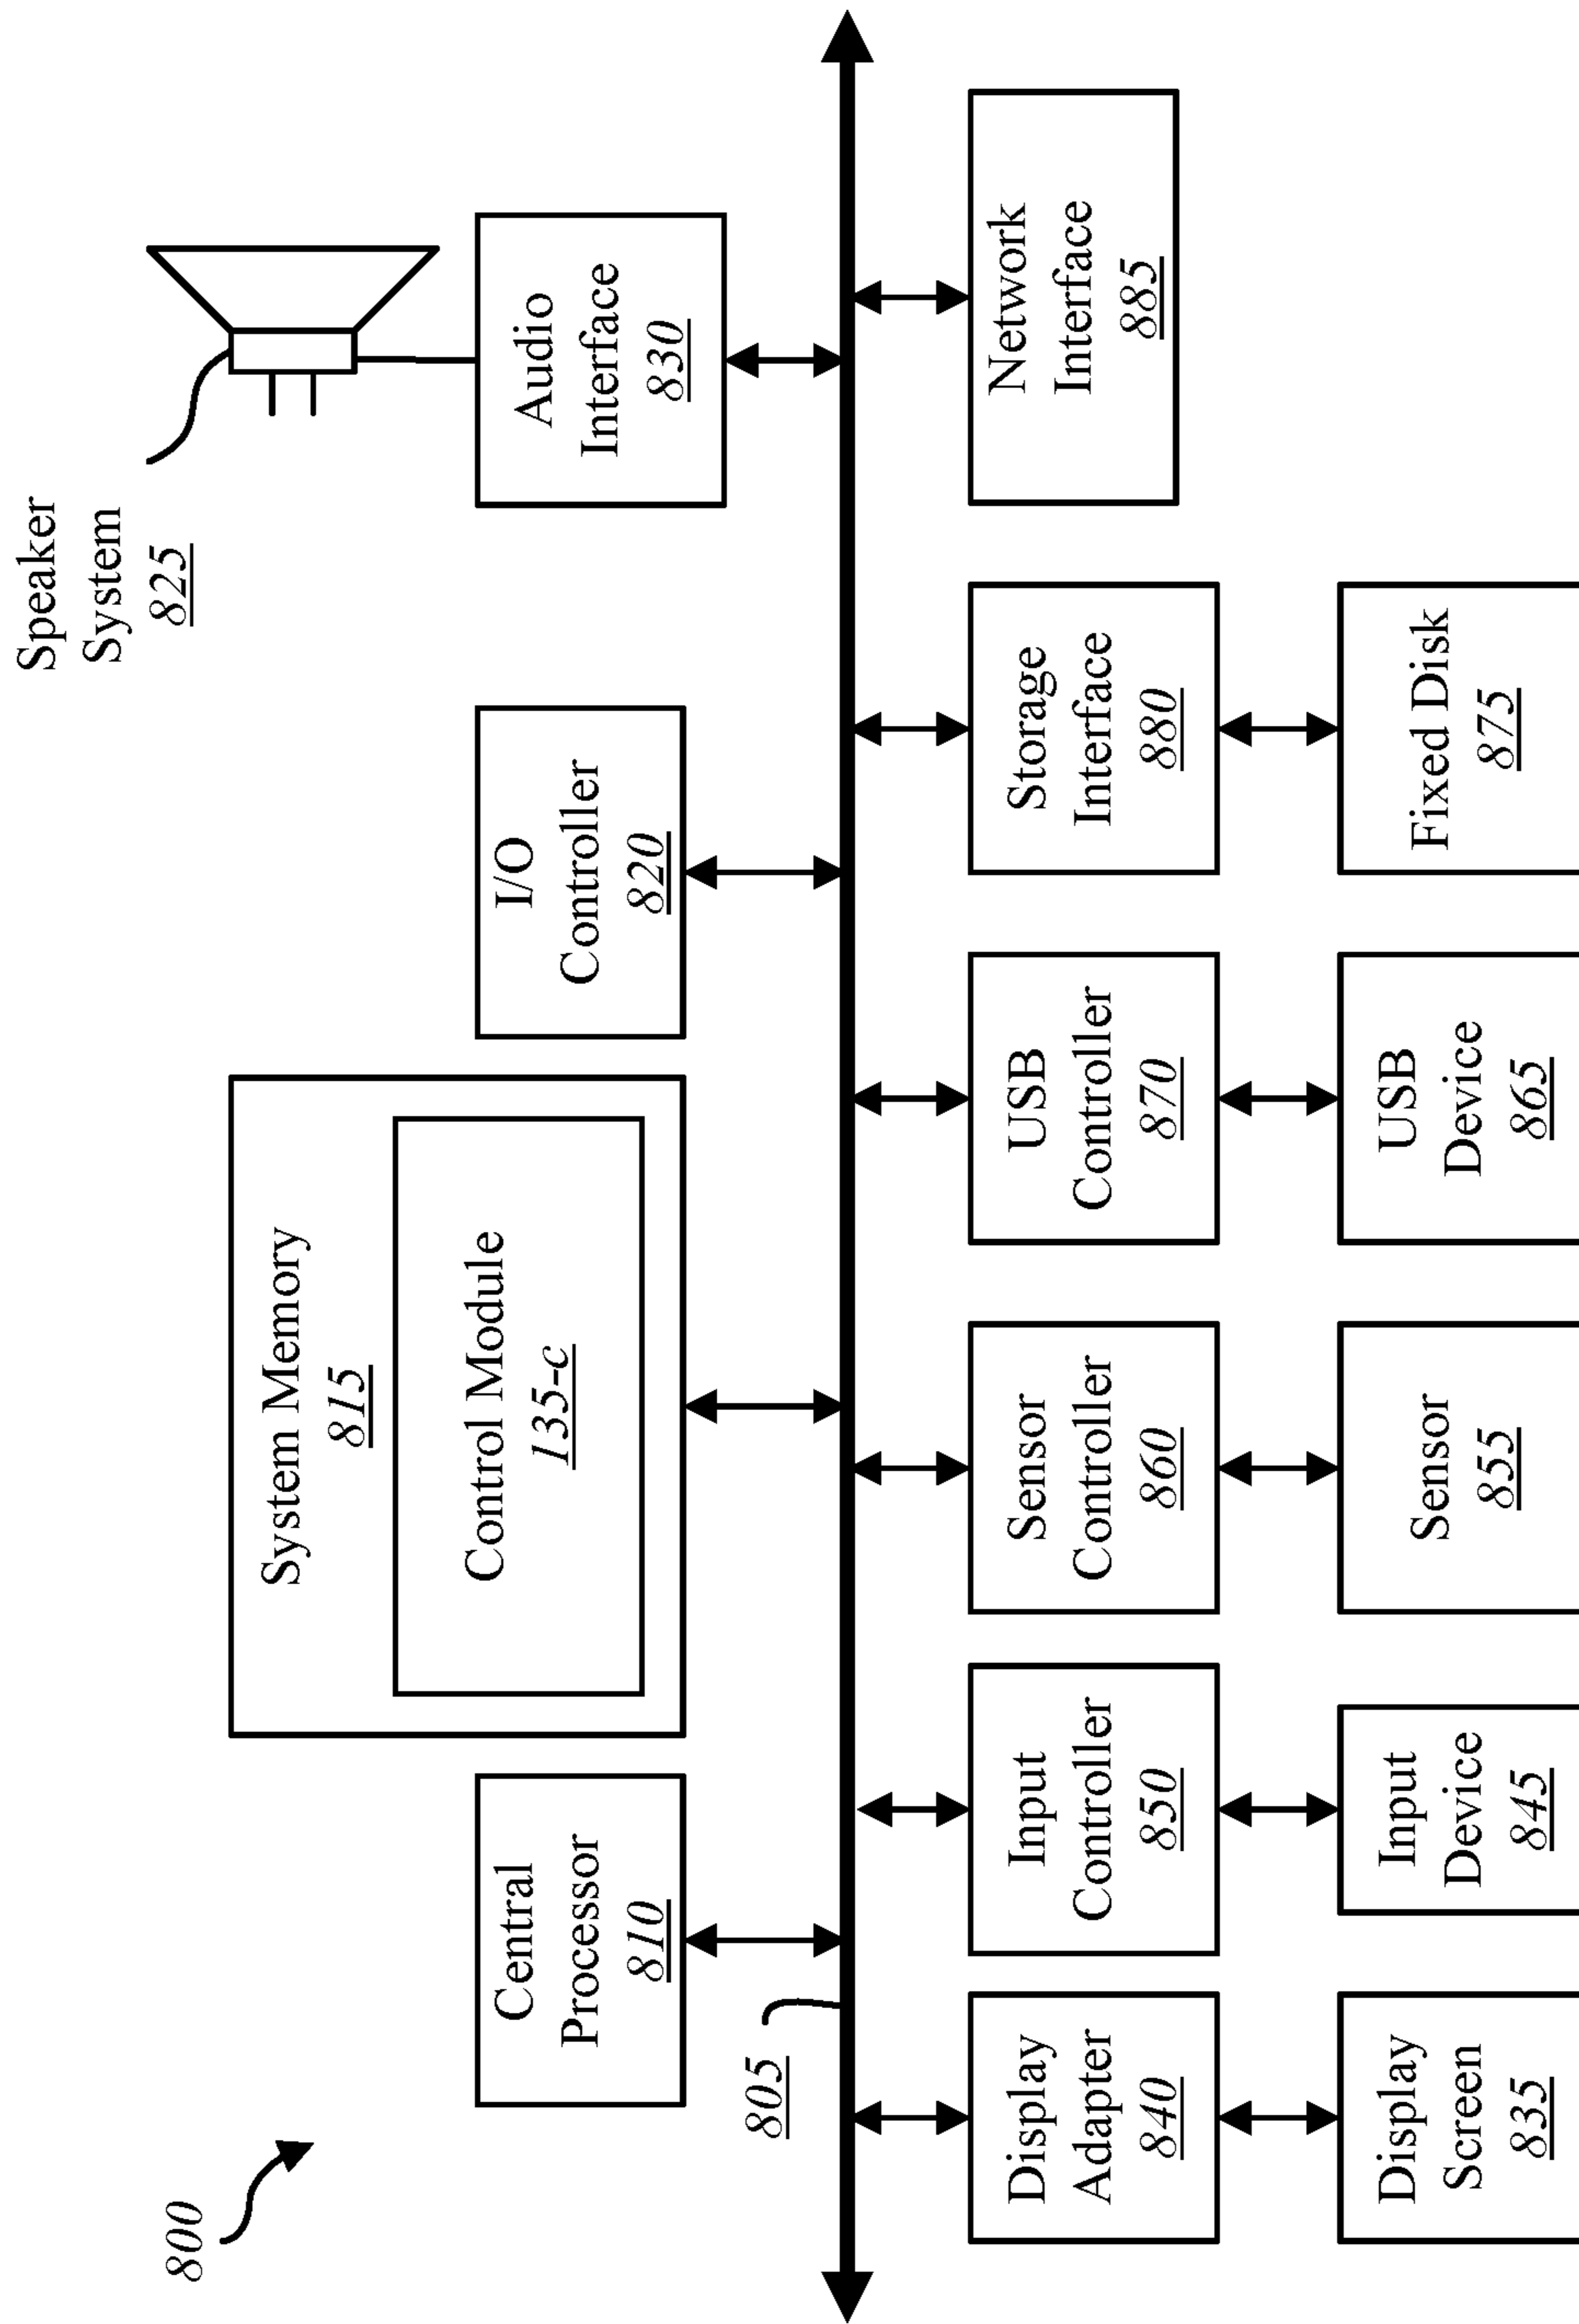 800
Speaker
System
825
Central
Processor
810
System Memory
815
Control Module
135-c
I/O
Controller
820
Audio
Interface
830
805
Display
Adapter
840
Input
Controller
850
Sensor
Controller
860
USB
Controller
870
Storage
Interface
880
Network
Interface
885
Display
Screen
835
Input
Device
845
Sensor
855
USB
Device
865
Fixed Disk
875